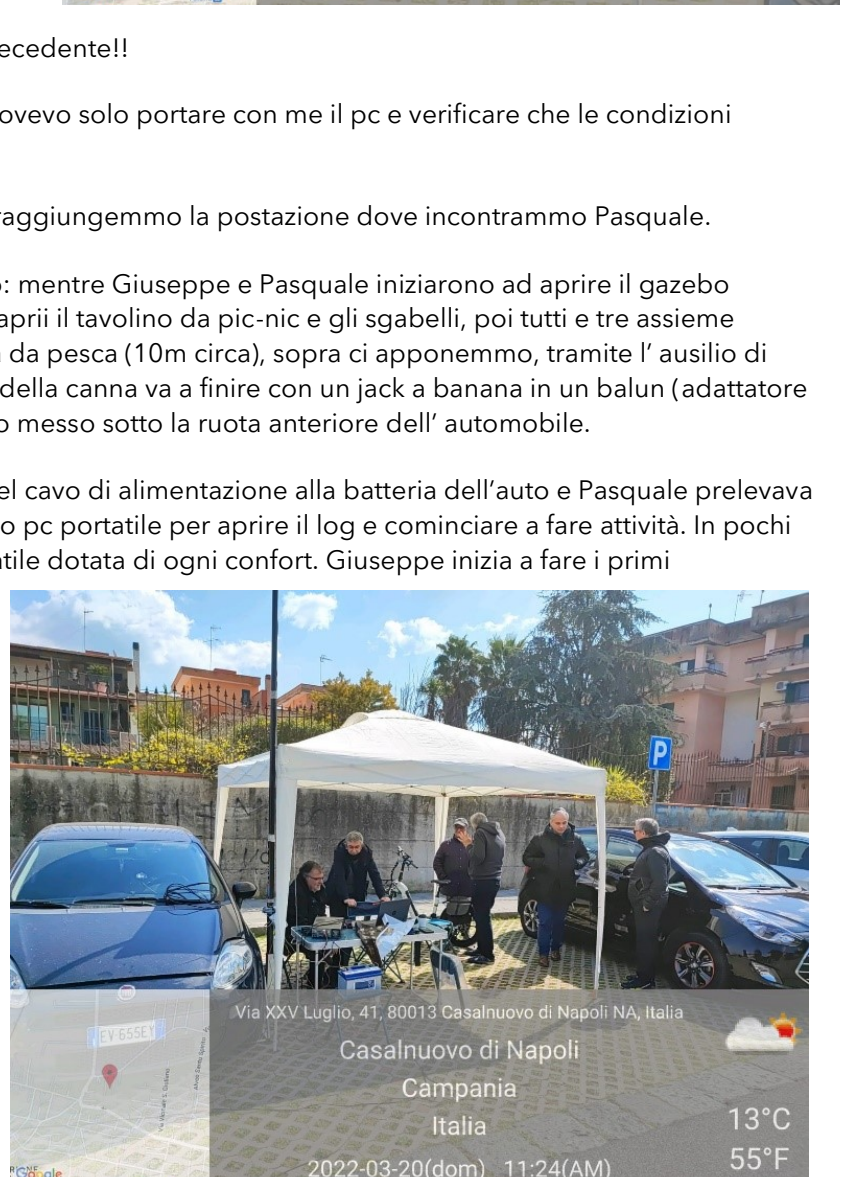 ecedente!!
ovevo solo portare con me il pc e verificare che le condizioni
raggiungemmo la postazione dove incontrammo Pasquale.
: mentre Giuseppe e Pasquale iniziarono ad aprire il gazebo
aprii il tavolino da pic-nic e gli sgabelli, poi tutti e tre assieme
da pesca (10m circa), sopra ci apponemmo, tramite l’ ausilio di
della canna va a finire con un jack a banana in un balun (adattatore
o messo sotto la ruota anteriore dell’ automobile.
el cavo di alimentazione alla batteria dell’auto e Pasquale prelevava
o pc portatile per aprire il log e cominciare a fare attività. In pochi
tile dotata di ogni confort. Giuseppe inizia a fare i primi
P
Via XXV Luglio, 41, 80013 Casalnuovo di Napoli NA, Italia
EV 655EY
Casalnuovo di Napoli
Campania
Italia
13°C
55°F
2022-03-20(dom) 11:24(AM)
Google